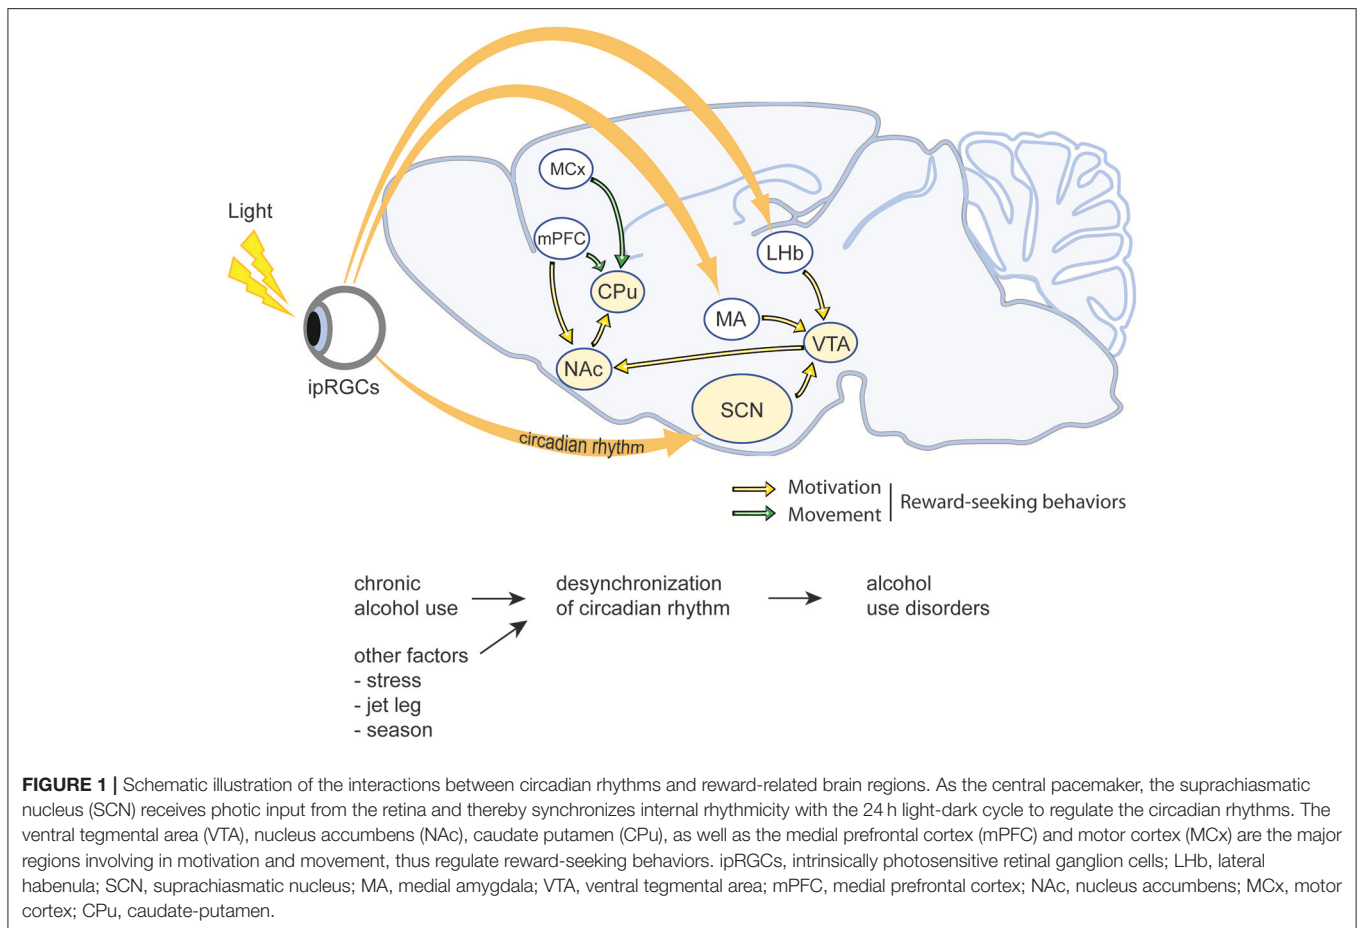 Light
ipRGCs
MCx
mPFC
CPu
NAc
MA
LHb
VTA
SCN
circadian rhythm
Motivation
Movement
Reward-seeking behaviors
chronic
alcohol use
desynchronization
of circadian rhythm
alcohol
use disorders
other factors
- stress
- jet leg
- season
FIGURE 1 | Schematic illustration of the interactions between circadian rhythms and reward-related brain regions. As the central pacemaker, the suprachiasmatic
nucleus (SCN) receives photic input from the retina and thereby synchronizes internal rhythmicity with the 24 h light-dark cycle to regulate the circadian rhythms. The
ventral tegmental area (VTA), nucleus accumbens (NAc), caudate putamen (CPu), as well as the medial prefrontal cortex (mPFC) and motor cortex (MCx) are the major
regions involving in motivation and movement, thus regulate reward-seeking behaviors. ipRGCs, intrinsically photosensitive retinal ganglion cells; LHb, lateral
habenula; SCN, suprachiasmatic nucleus; MA, medial amygdala; VTA, ventral tegmental area; mPFC, medial prefrontal cortex; NAc, nucleus accumbens; MCx, motor
cortex; CPu, caudate-putamen.